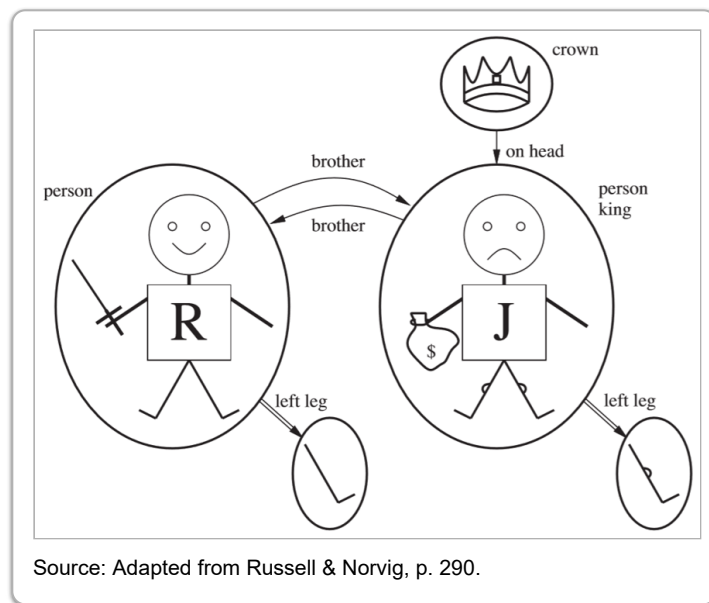 crown
on head
brother
person
person
king
brother
R
J
$
left leg
left leg
Source: Adapted from Russell & Norvig, p. 290.